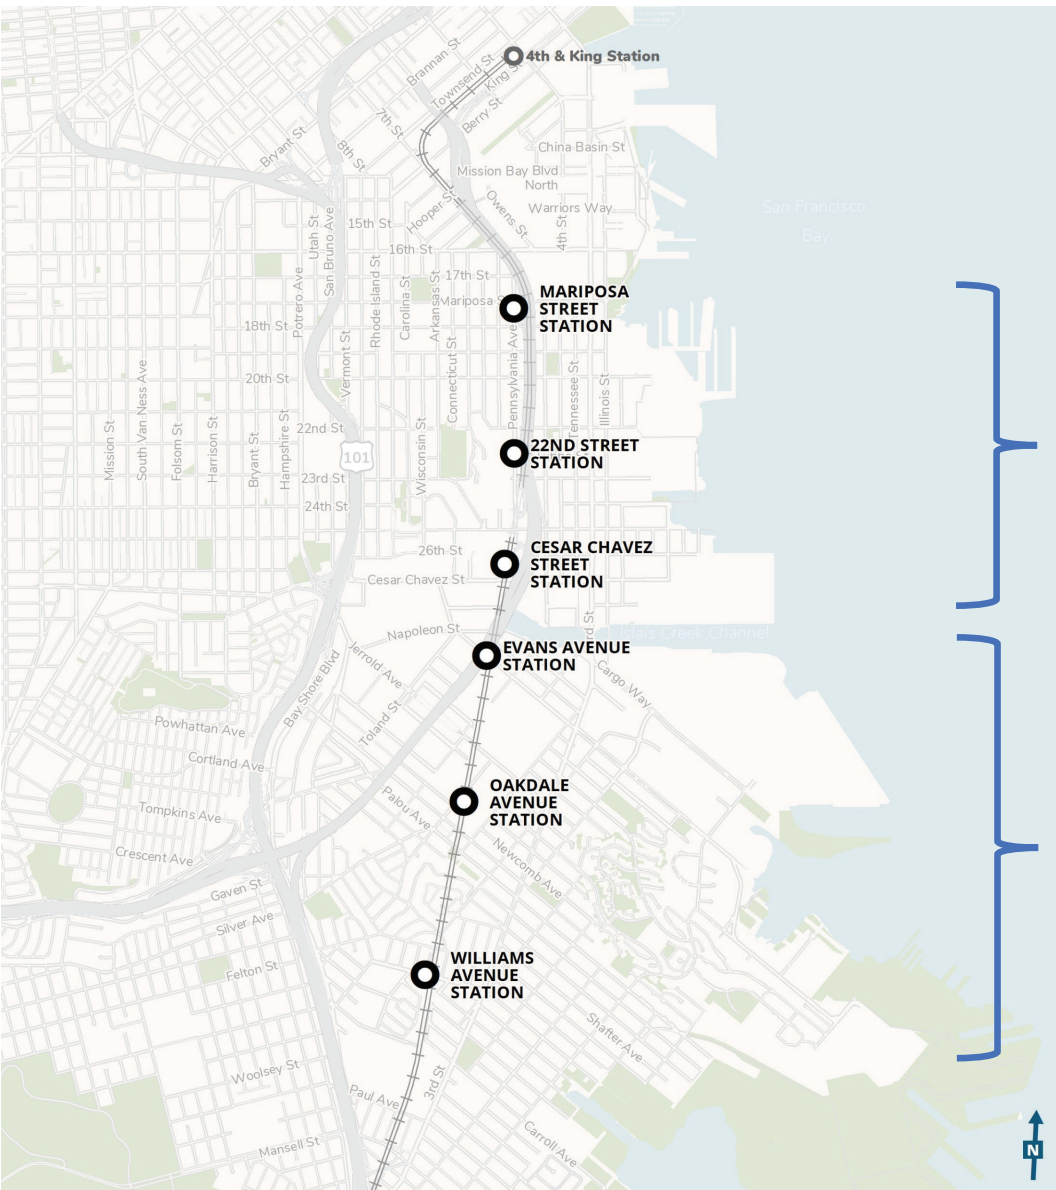 4th & King Station
Brannan St
Townsend St
King St
Berry St
7th St
Bryant St
8th St
China Basin St
Mission Bay Blvd
North
Owens St
Hooper St
Warriors Way
4th St
San Francisco
Bay
Utah St
San Bruno Ave
15th St
16th St
17th St
Potrero Ave
Rhode Island St
Carolina St
Arkansas St
Mariposa S
MARIPOSA
STREET
STATION
18th St
Vermont St
Connecticut St
Pennsylvania Ave
Tennessee St
Illinois St
20th St
Mission St
South Van Ness Ave
Folsom St
Harrison St
Bryant St
Hampshire St
22nd St
Wisconsin St
101
22ND STREET
STATION
23rd St
24th St
26th St
CESAR CHAVEZ
STREET
STATION
Cesar Chavez St
Napoleon St
rd St
Islais Creek Channel
EVANS AVENUE
STATION
Jerrold Ave
Cargo Way
Bay Shore Blvd
Toland St
Powhattan Ave
Cortland Ave
OAKDALE
AVENUE
STATION
Palou Ave
Tompkins Ave
Newcomb Ave
Crescent Ave
Gaven St
Silver Ave
WILLIAMS
AVENUE
STATION
Felton St
Shafter Ave
Woolsey St
3rd St
Paul Ave
Carroll Ave
Mansell St
N